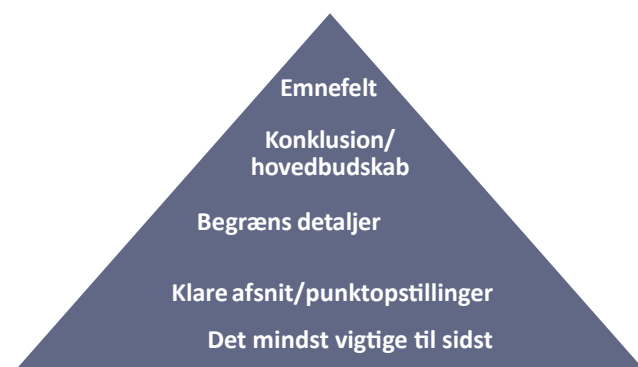 Emnefelt
Konklusion/
hovedbudskab
Begræns detaljer
Klare afsnit/punktopstillinger
Det mindst vigtige til sidst